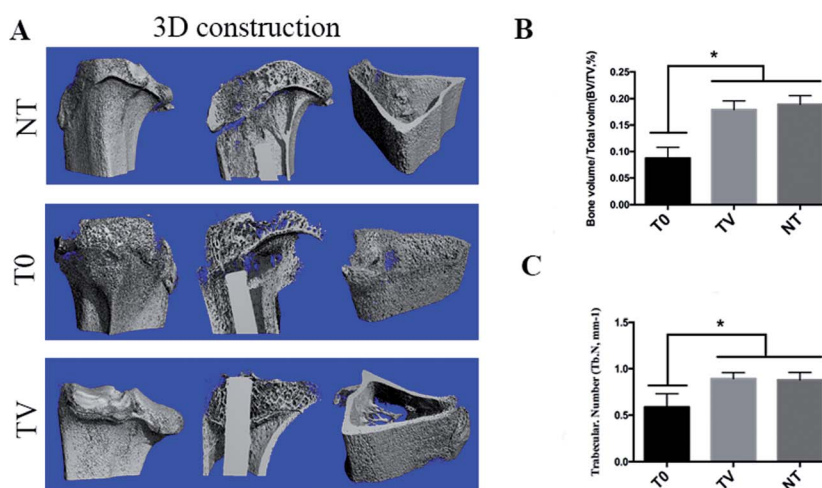 A
3D construction
NT
T0
TV
B
Bone volume/ Total volm(BV/TV,%)
0.25
0.20
0.15
0.10
0.05
0.00
*
T0
TV
NT
C
Trabecular. Number (Tb.N, mm-1)
1.5
1.0
0.5
0.0
*
T0
TV
NT